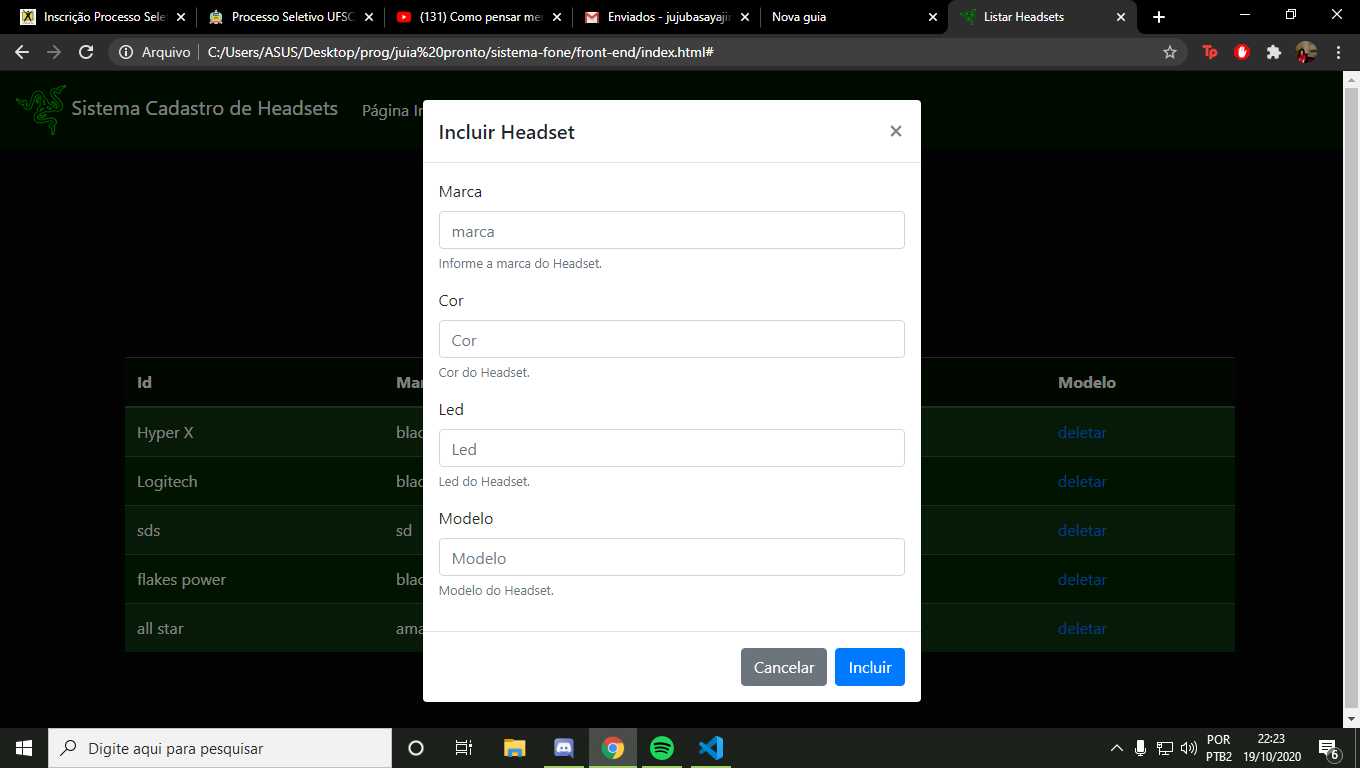 Inscrição Processo Sele
Processo Seletivo UFSC
(131) Como pensar me
Enviados - jujubasayajin
Nova guia
Listar Headsets
Arquivo
C:/Users/ASUS/Desktop/prog/juia%20pronto/sistema-fone/front-end/index.html#
Tp
Sistema Cadastro de Headsets
Página In
Incluir Headset
×
Marca
marca
Informe a marca do Headset.
Cor
Cor
Cor do Headset.
Led
Led
Led do Headset.
Modelo
Modelo
Modelo do Headset.
Cancelar
Incluir
Id
Mar
Modelo
Hyper X
blac
deletar
Logitech
blac
deletar
sds
sd
deletar
flakes power
blac
deletar
all star
ama
deletar
Digite aqui para pesquisar
POR
PTB2
22:23
19/10/2020
6